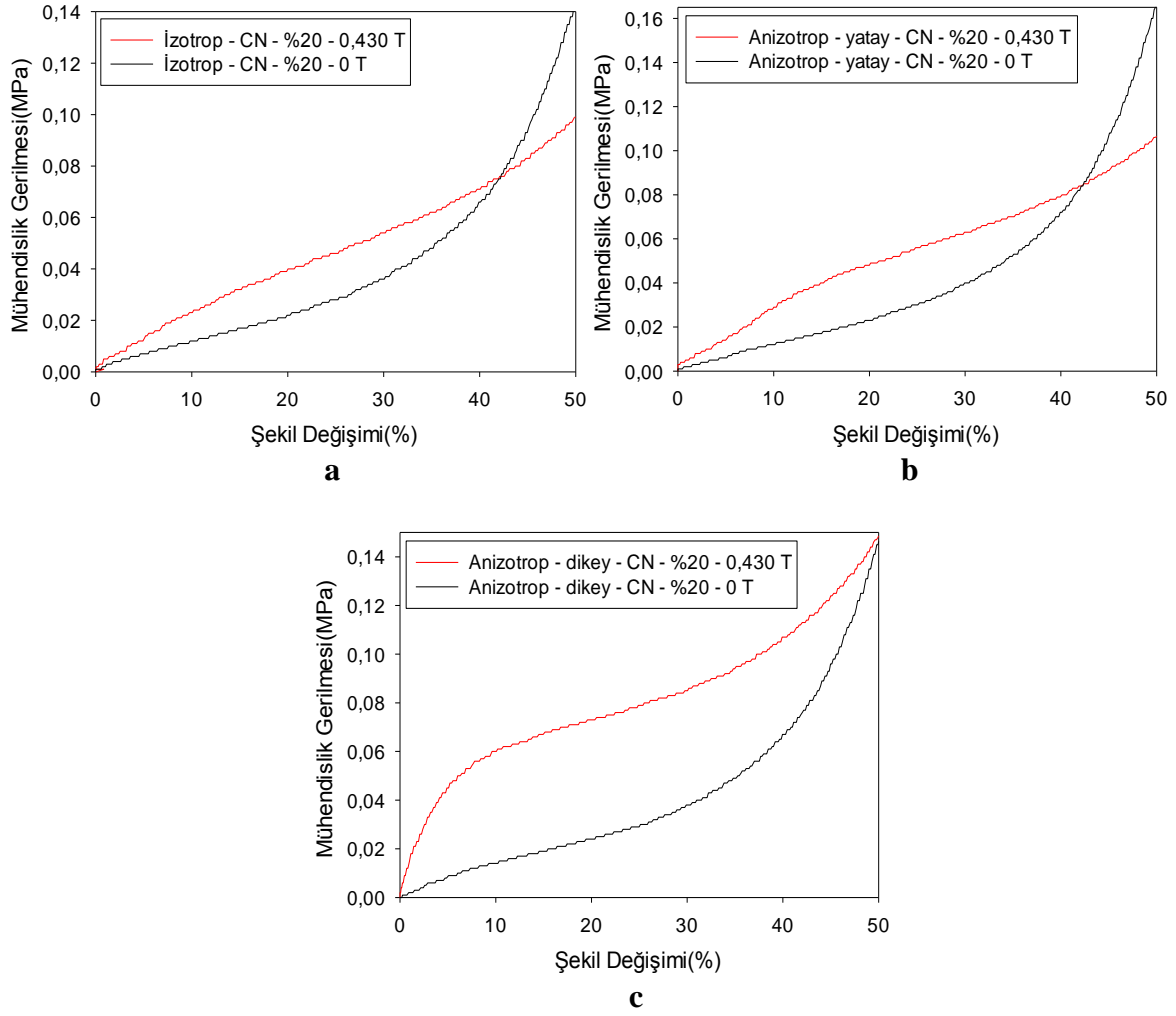 İzotrop - CN - %20 - 0,430 T
İzotrop - CN - %20 - 0 T
Mühendislik Gerilmesi(MPa)
0,14
0,12
0,10
0,08
0,06
0,04
0,02
0,00
0 10 20 30 40 50
Şekil Değişimi(%)
a
Anizotrop - yatay - CN - %20 - 0,430 T
Anizotrop - yatay - CN - %20 - 0 T
Mühendislik Gerilmesi(MPa)
0,16
0,14
0,12
0,10
0,08
0,06
0,04
0,02
0,00
0 10 20 30 40 50
Şekil Değişimi(%)
b
Anizotrop - dikey - CN - %20 - 0,430 T
Anizotrop - dikey - CN - %20 - 0 T
Mühendislik Gerilmesi(MPa)
0,14
0,12
0,10
0,08
0,06
0,04
0,02
0,00
0 10 20 30 40 50
Şekil Değişimi(%)
c